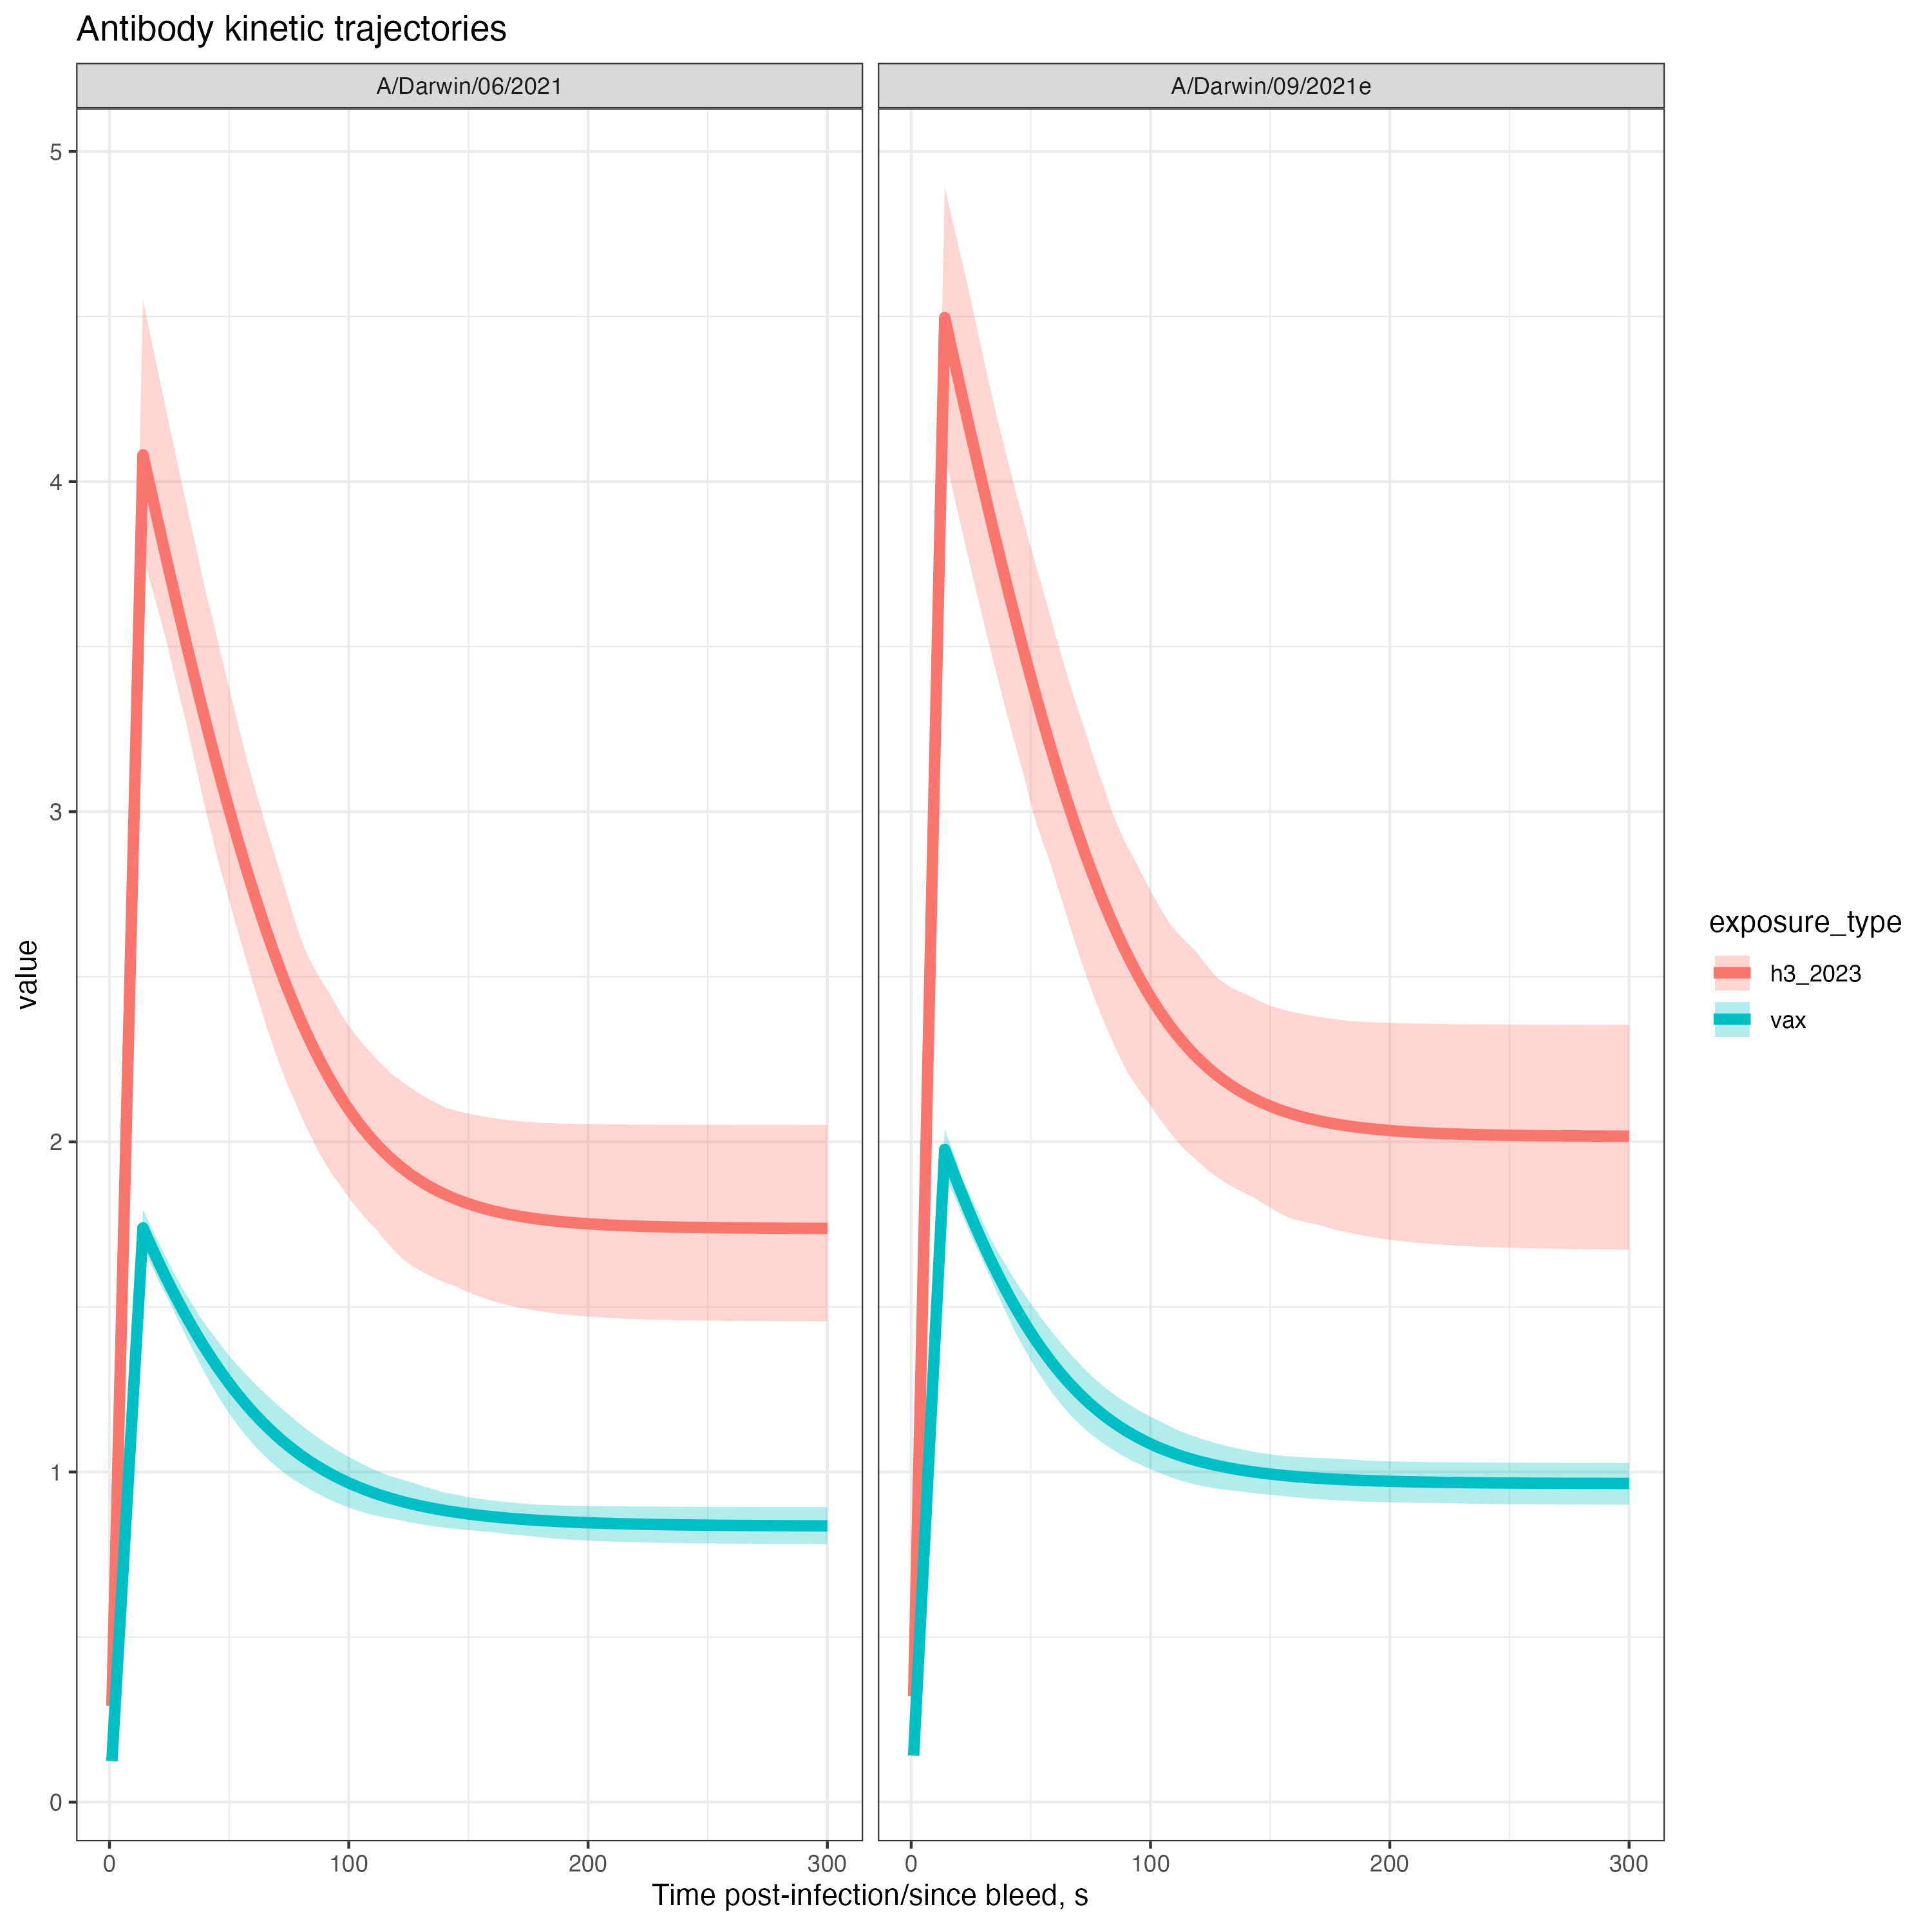 Antibody kinetic trajectories
A/Darwin/06/2021
A/Darwin/09/2021e
5
4
3
2
1
0
value
0 100 200 300
0 100 200 300
Time post-infection/since bleed, s
exposure_type
h3_2023
vax